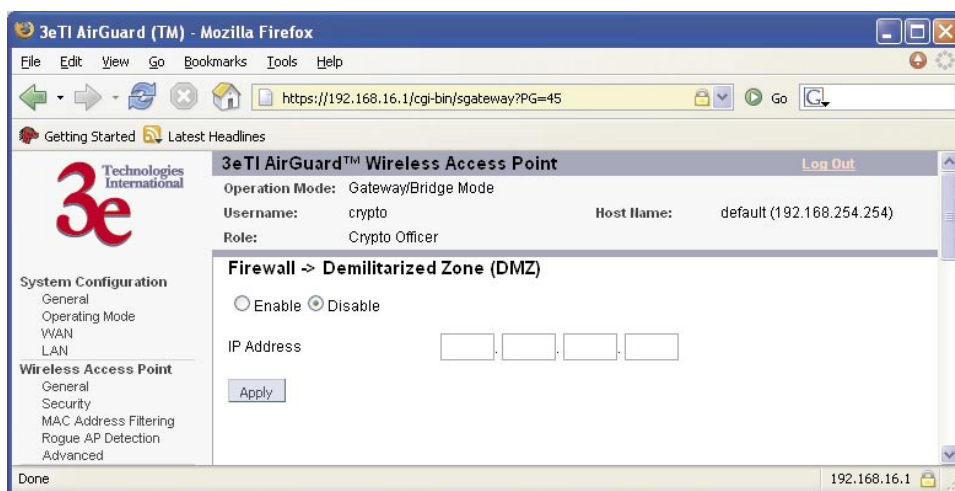 3eTI AirGuard (TM) - Mozilla Firefox
File Edit View Go Bookmarks Tools Help
https://192.168.16.1/cgi-bin/sgateway?PG=45 Go G
Getting Started Latest Headlines
3e Technologies International
3eTI AirGuard™ Wireless Access Point Log Out
Operation Mode: Gateway/Bridge Mode
Username: crypto Host Name: default (192.168.254.254)
Role: Crypto Officer
System Configuration
General
Operating Mode
WAN
LAN
Wireless Access Point
General
Security
MAC Address Filtering
Rogue AP Detection
Advanced
Firewall -> Demilitarized Zone (DMZ)
Enable Disable
IP Address . . .
Apply
Done 192.168.16.1